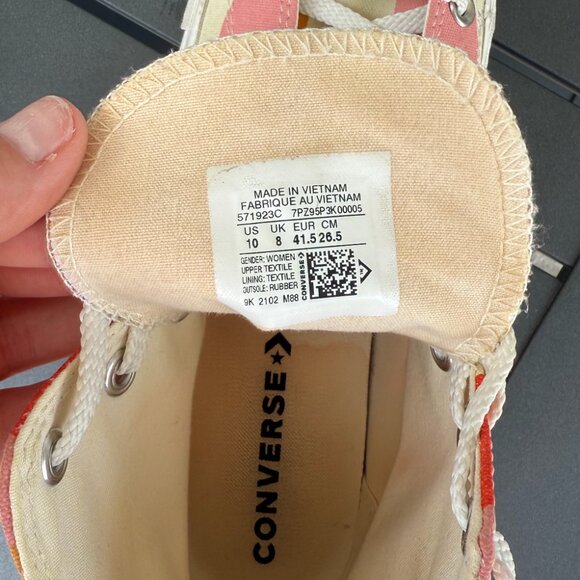 MADE IN VIETNAM
FABRIQUE AU VIETNAM
571923C 7PZ95P3K00005
US UK EUR CM
10 8 41.5 26.5
GENDER: WOMEN
UPPER TEXTILE
LINING: TEXTILE
OUTSOLE: RUBBER
CONVERSE
9K 2102 M88
CONVERSE